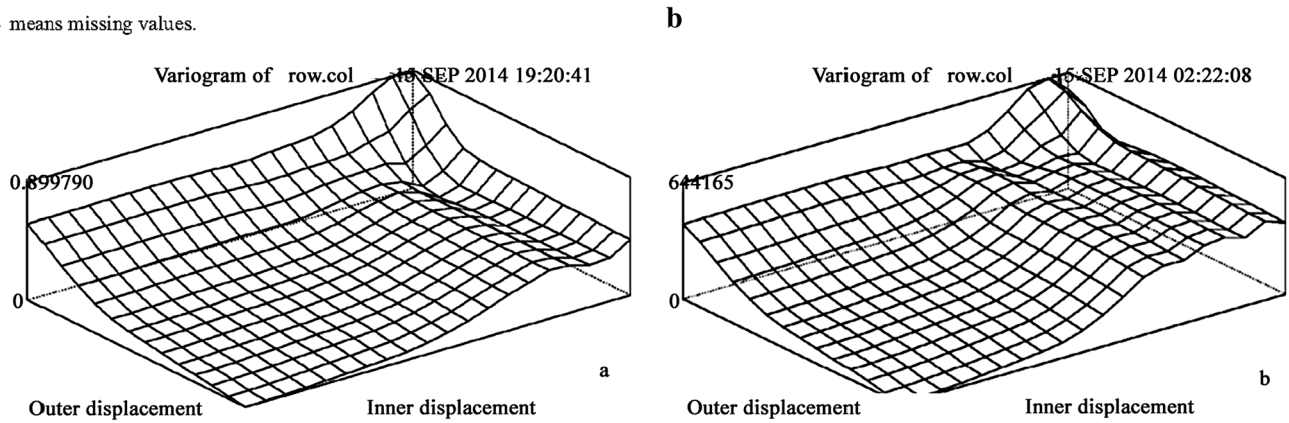 means missing values.
b
Variogram of row.col 15 SEP 2014 19:20:41
0.899790
0
a
Outer displacement Inner displacement
Variogram of row.col 15-SEP 2014 02:22:08
644165
0
b
Outer displacement Inner displacement